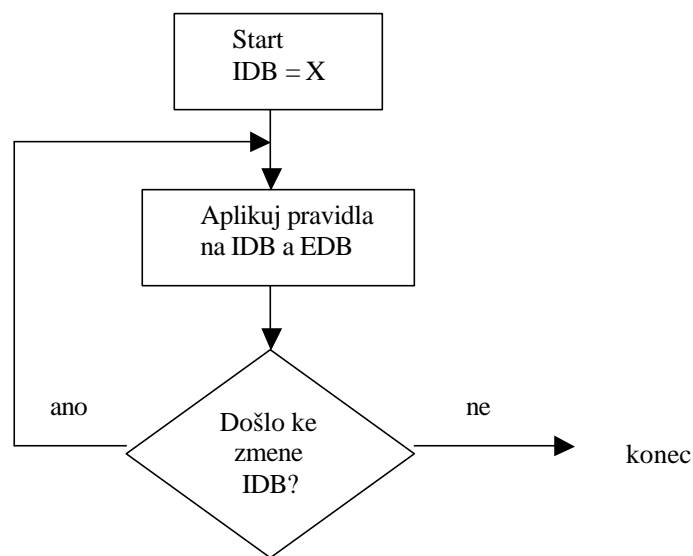 Start
IDB = X
Aplikuj pravidla
na IDB a EDB
ano
ne
Došlo ke
zmene
IDB?
konec